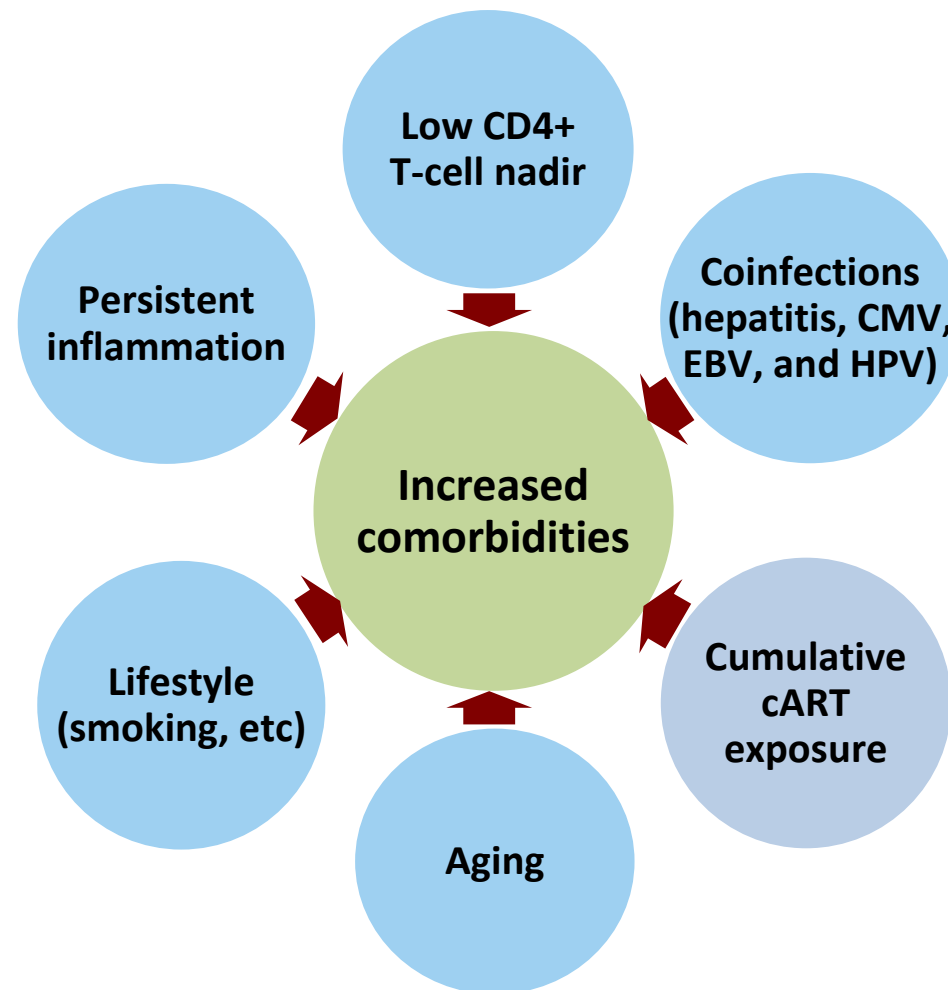 Low CD4+
T-cell nadir
Coinfections
(hepatitis, CMV,
EBV, and HPV)
Cumulative
cART
exposure
Aging
Lifestyle
(smoking, etc)
Persistent
inflammation
Increased
comorbidities